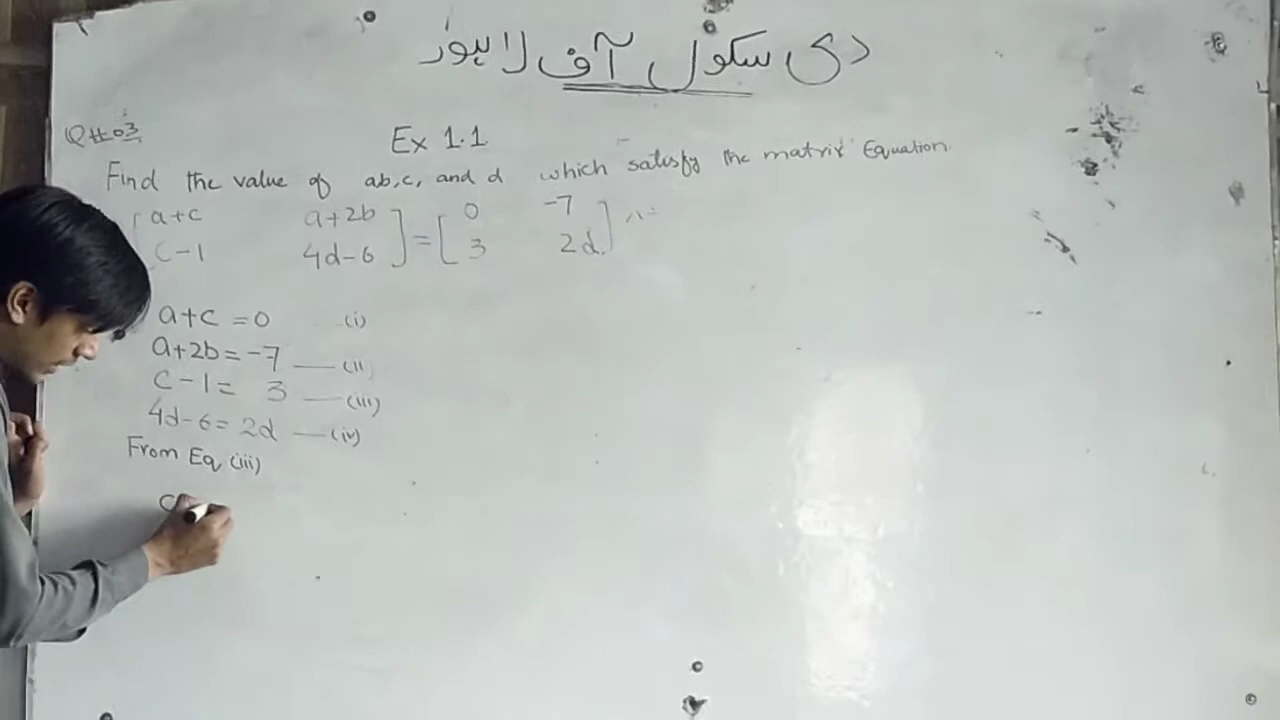 دی سکول آف لاہور
Q#03
Ex 1.1
Find the value of ab,c, and d which satisfy the matrix Equation.
[a+c a+2b] = [0 -7]
C-1 4d-6 3 2d
a+c = 0 (i)
a+2b = -7 — (ii)
C-1 = 3 — (iii)
4d-6 = 2d — (iv)
From Eq (iii)
C